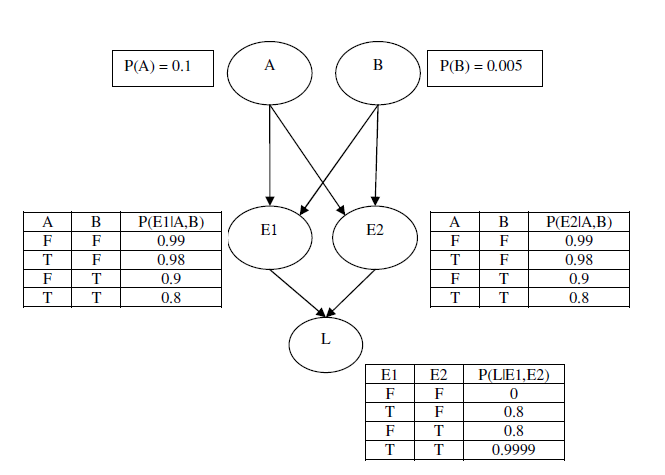 P(A) = 0.1
A
B
P(B) = 0.005
A B P(E1|A,B)
F F 0.99
T F 0.98
F T 0.9
T T 0.8
E1
E2
A B P(E2|A,B)
F F 0.99
T F 0.98
F T 0.9
T T 0.8
L
E1 E2 P(L|E1,E2)
F F 0
T F 0.8
F T 0.8
T T 0.9999